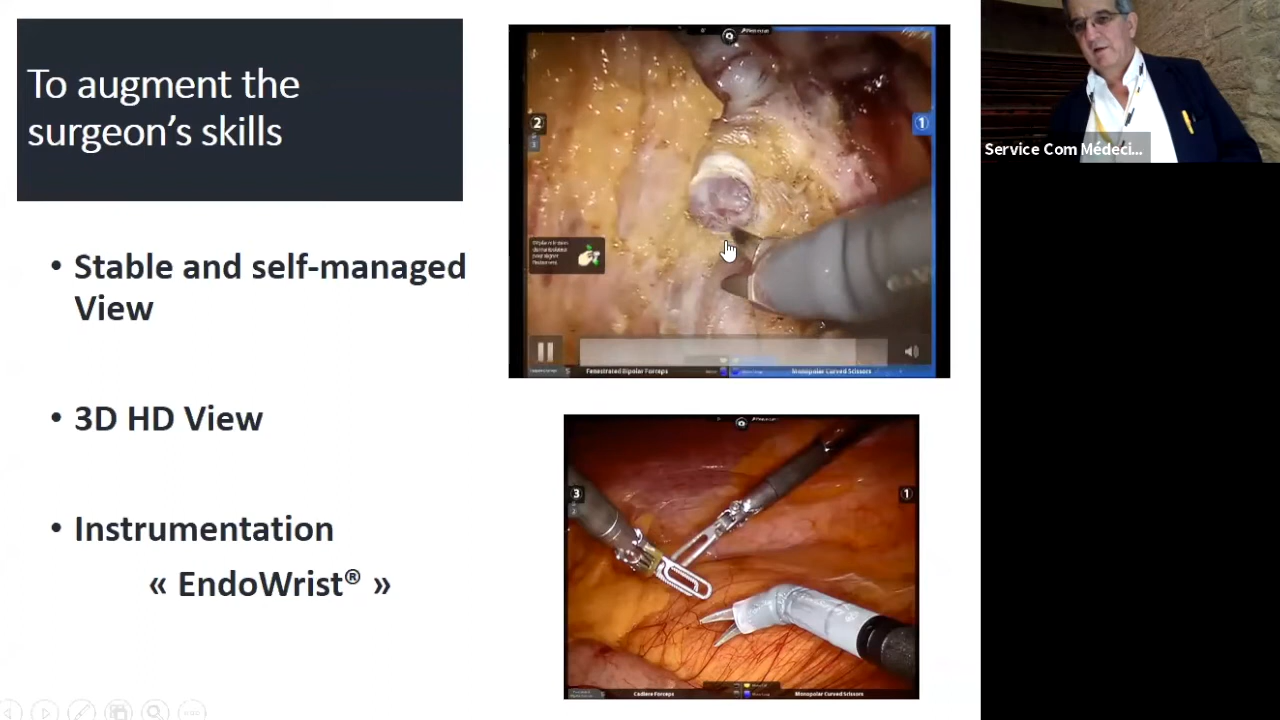 To augment the
surgeon's skills
• Stable and self-managed
View
• 3D HD View
• Instrumentation
« EndoWrist® »
2
1
Fenestrated Bipolar Forceps
Monopolar Curved Scissors
3
1
Cadiere Forceps
Monopolar Curved Scissors
Service Com Médeci...